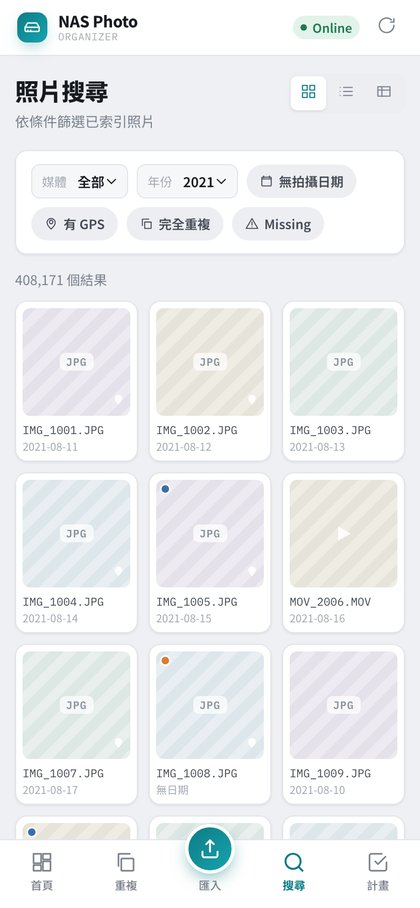 NAS Photo
ORGANIZER
Online
照片搜尋
依條件篩選已索引照片
媒體 全部
年份 2021
無拍攝日期
有 GPS
完全重複
Missing
408,171 個結果
JPG
JPG
JPG
IMG_1001.JPG
IMG_1002.JPG
IMG_1003.JPG
2021-08-11
2021-08-12
2021-08-13
JPG
JPG
IMG_1004.JPG
IMG_1005.JPG
MOV_2006.MOV
2021-08-14
2021-08-15
2021-08-16
JPG
JPG
JPG
IMG_1007.JPG
IMG_1008.JPG
IMG_1009.JPG
2021-08-17
無日期
2021-08-10
首頁
重複
匯入
搜尋
計畫